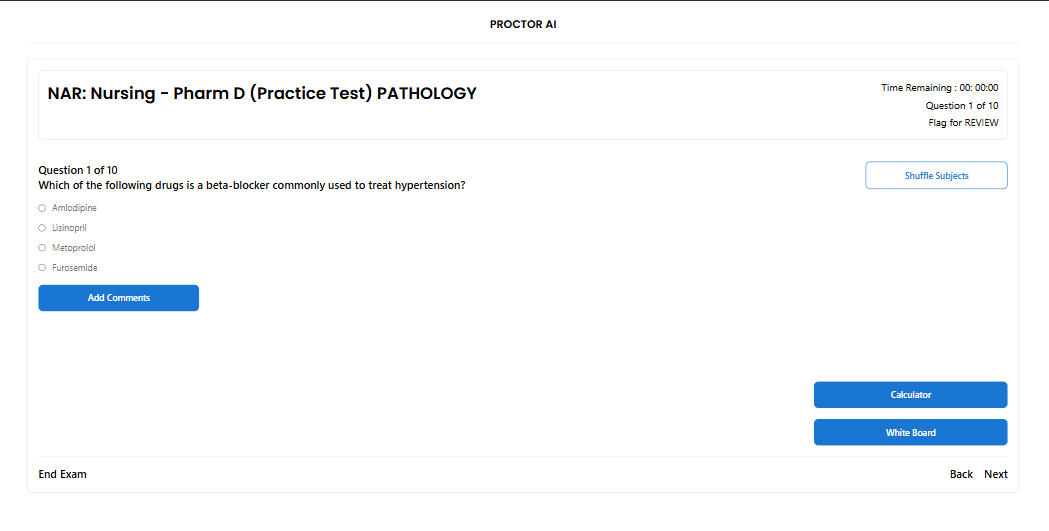 PROCTOR AI
NAR: Nursing - Pharm D (Practice Test) PATHOLOGY
Time Remaining : 00: 00:00
Question 1 of 10
Flag for REVIEW
Question 1 of 10
Which of the following drugs is a beta-blocker commonly used to treat hypertension?
Shuffle Subjects
Amlodipine
Lisinopril
Metoprolol
Furosemide
Add Comments
Calculator
White Board
End Exam
Back Next